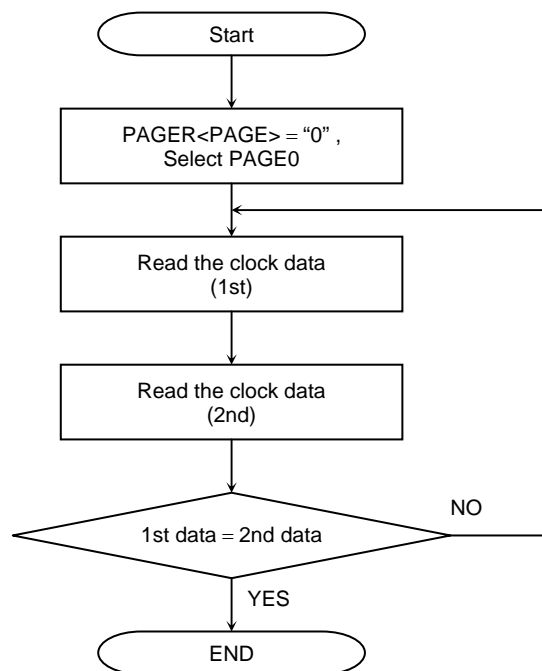 Start
PAGER<PAGE> = “0” ,
Select PAGE0
Read the clock data
(1st)
Read the clock data
(2nd)
1st data = 2nd data
NO
YES
END